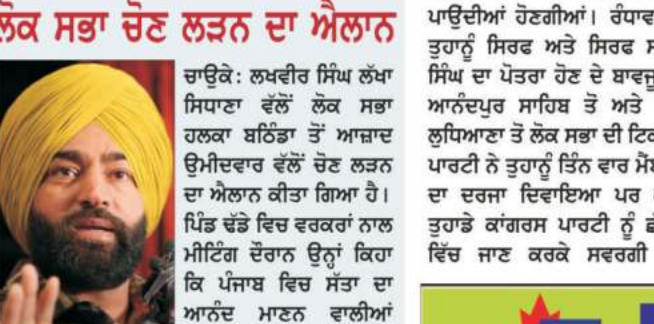 ਲੋਕ ਸਭਾ ਚੋਣ ਲੜਨ ਦਾ ਐਲਾਨ
ਚਾਉਕੇ: ਲਖਵੀਰ ਸਿੰਘ ਲੱਖਾ
ਸਿਧਾਣਾ ਵੱਲੋਂ ਲੋਕ ਸਭਾ
ਹਲਕਾ ਬਠਿੰਡਾ ਤੋਂ ਆਜ਼ਾਦ
ਉਮੀਦਵਾਰ ਵੱਲੋਂ ਚੋਣ ਲੜਨ
ਦਾ ਐਲਾਨ ਕੀਤਾ ਗਿਆ ਹੈ।
ਪਿੰਡ ਢੱਡੇ ਵਿਚ ਵਰਕਰਾਂ ਨਾਲ
ਮੀਟਿੰਗ ਦੌਰਾਨ ਉਨ੍ਹਾਂ ਕਿਹਾ
ਕਿ ਪੰਜਾਬ ਵਿਚ ਸੱਤਾ ਦਾ
ਆਨੰਦ ਮਾਣਨ ਵਾਲੀਆਂ
ਪਾਉਂਦੀਆਂ ਹੋਣਗੀਆਂ। ਰੰਧਾਵ
ਤੁਹਾਨੂੰ ਸਿਰਫ ਅਤੇ ਸਿਰਫ
ਸਿੰਘ ਦਾ ਪੋਤਰਾ ਹੋਣ ਦੇ ਬਾਵਜੂ
ਆਨੰਦਪੁਰ ਸਾਹਿਬ ਤੋਂ ਅਤੇ
ਲੁਧਿਆਣਾ ਤੋਂ ਲੋਕ ਸਭਾ ਦੀ ਟਿਕ
ਪਾਰਟੀ ਨੇ ਤੁਹਾਨੂੰ ਤਿੰਨ ਵਾਰ ਮੈਂਬ
ਦਾ ਦਰਜਾ ਦਿਵਾਇਆ ਪਰ
ਤੁਹਾਡੇ ਕਾਂਗਰਸ ਪਾਰਟੀ ਨੂੰ ਛੱ
ਵਿੱਚ ਜਾਣ ਕਰਕੇ ਸਵਰਗੀ